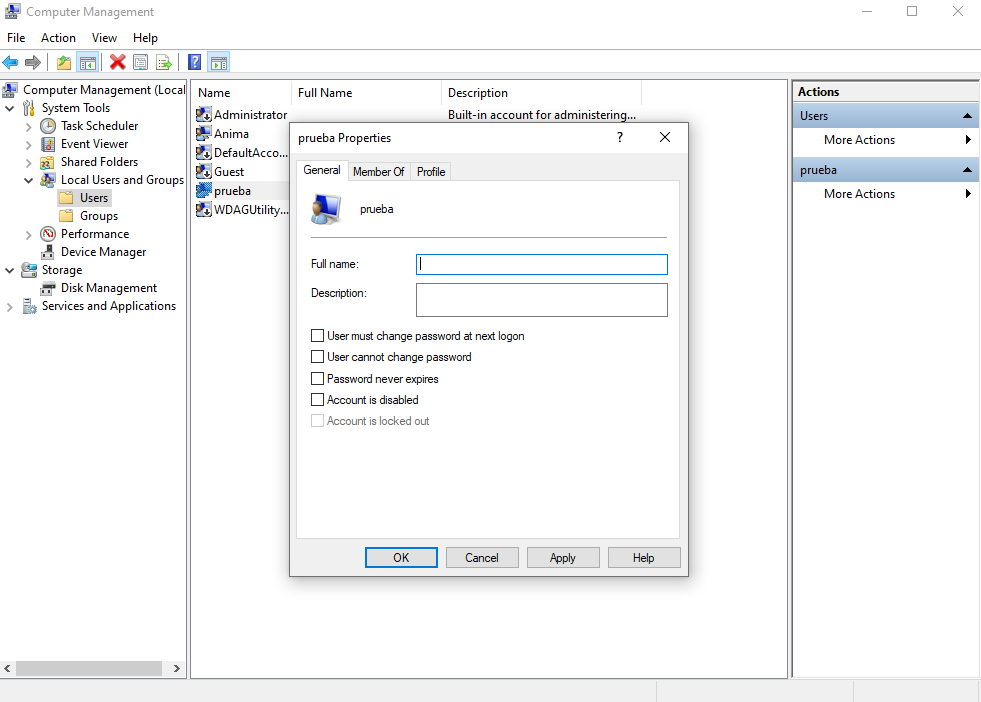 Computer Management
File Action View Help
Computer Management (Local
System Tools
Task Scheduler
Event Viewer
Shared Folders
Local Users and Groups
Users
Groups
Performance
Device Manager
Storage
Disk Management
Services and Applications
Name Full Name Description
Administrator Built-in account for administering...
Anima
DefaultAcco...
Guest
prueba
WDAGUtility...
prueba Properties ?
General Member Of Profile
prueba
Full name:
Description:
User must change password at next logon
User cannot change password
Password never expires
Account is disabled
Account is locked out
OK Cancel Apply Help
Actions
Users
More Actions
prueba
More Actions